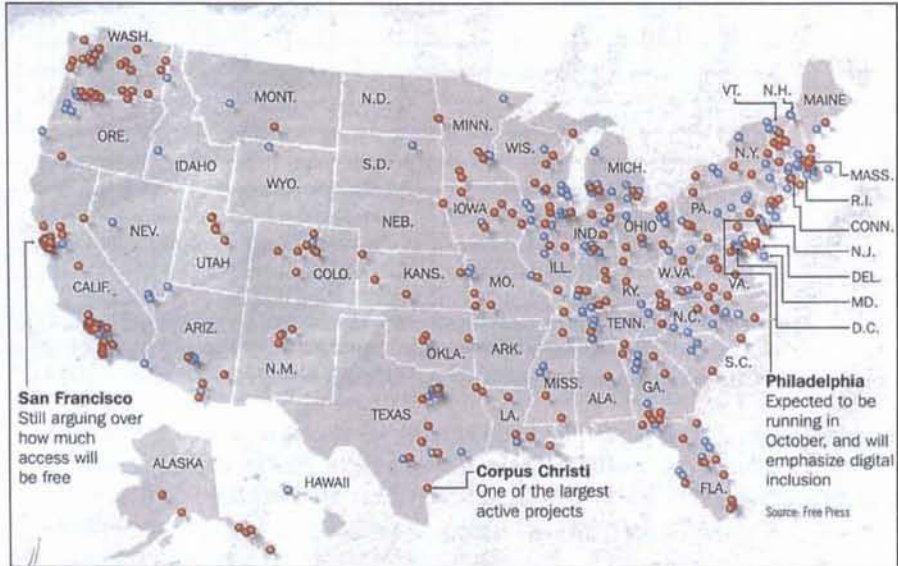 WASH.
VT.
N.H.
MAINE
MONT.
N.D.
MINN.
ORE.
IDAHO
S.D.
WIS.
MICH.
N.Y.
MASS.
WYO.
R.I.
IOWA
PA.
CONN.
NEV.
NEB.
OHIO
N.J.
IND.
UTAH
ILL.
DEL.
COLO.
W.VA.
VA.
CALIF.
KANS.
MO.
KY.
MD.
N.C.
D.C.
ARIZ.
TENN.
OKLA.
ARK.
N.M.
S.C.
San Francisco
Still arguing over
how much
access will
be free
MISS.
GA.
Philadelphia
Expected to be
running in
October, and will
emphasize digital
inclusion
TEXAS
LA.
ALA.
ALASKA
HAWAII
Corpus Christi
One of the largest
active projects
FLA.
Source: Free Press